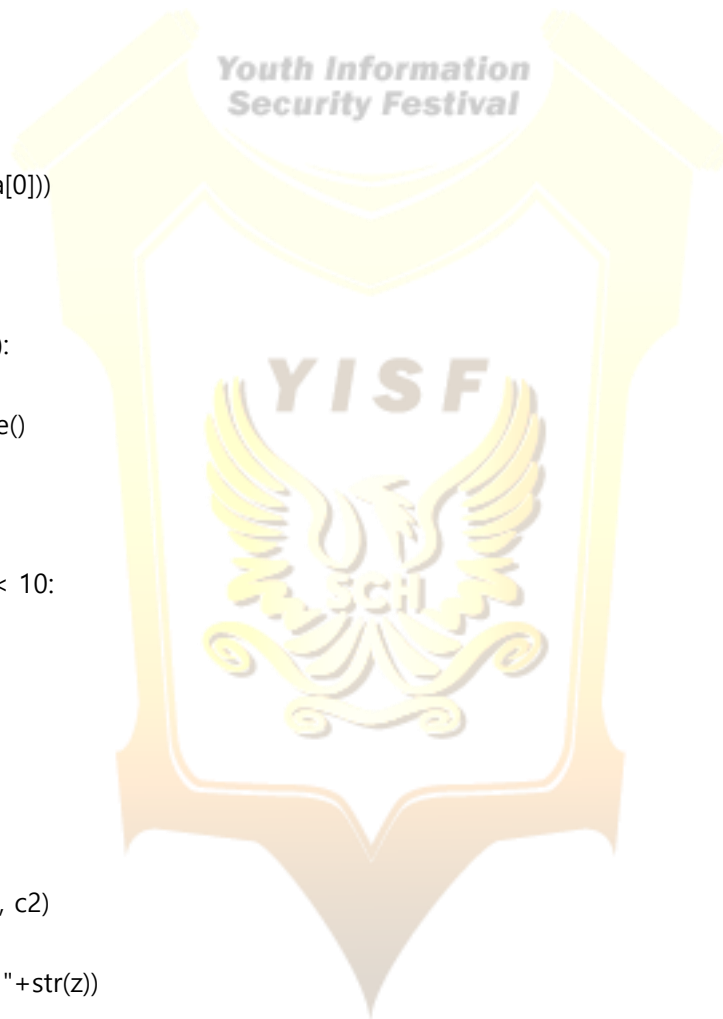 Youth Information
Security Festival
a[0]))
):
YISF
e()
SCH
< 10:
, c2)
"+str(z))